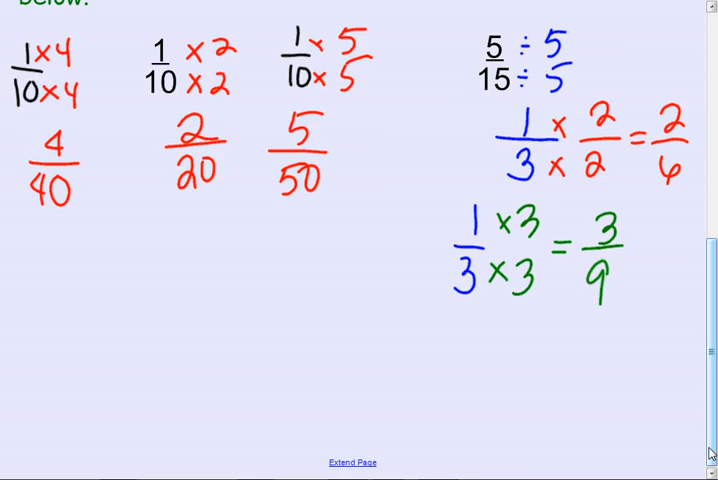 below.
1 x 4
10 x 4
4
40
1 x 2
10 x 2
2
20
1 x 5
10 x 5
5
50
5 ÷ 5
15 ÷ 5
1 x 2 = 2
3 x 2 6
1 x 3 = 3
3 x 3 9
Extend Page